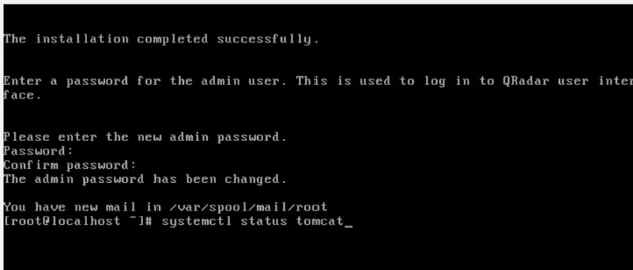 The installation completed successfully.
Enter a password for the admin user. This is used to log in to QRadar user inter
face.
Please enter the new admin password.
Password:
Confirm password:
The admin password has been changed.
You have new mail in /var/spool/mail/root
[root@localhost ~]# systemctl status tomcat_